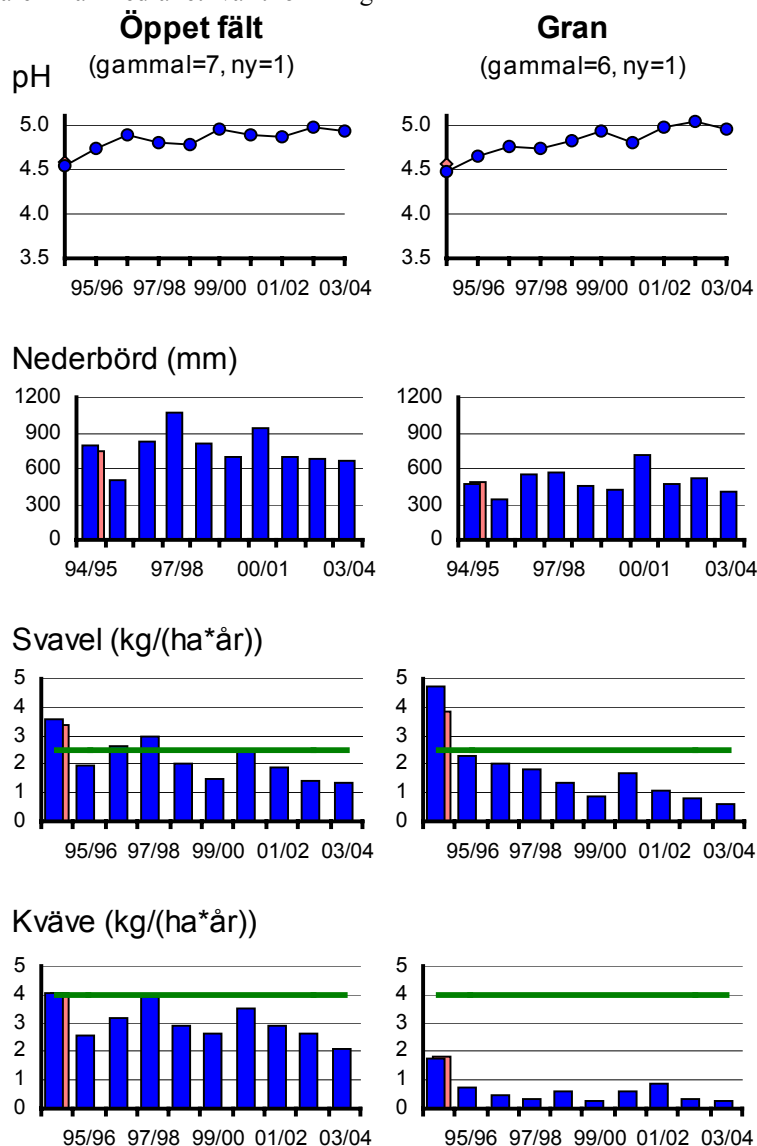 Öppet fält Gran
(gammal=7, ny=1) (gammal=6, ny=1)
pH
5.0 5.0
4.5 4.5
4.0 4.0
3.5 3.5
95/96 97/98 99/00 01/02 03/04 95/96 97/98 99/00 01/02 03/04
Nederbörd (mm)
1200 1200
900 900
600 600
300 300
0 0
94/95 97/98 00/01 03/04 94/95 97/98 00/01 03/04
Svavel (kg/(ha*år))
5 5
4 4
3 3
2 2
1 1
0 0
95/96 97/98 99/00 01/02 03/04 95/96 97/98 99/00 01/02 03/04
Kväve (kg/(ha*år))
5 5
4 4
3 3
2 2
1 1
0 0
95/96 97/98 99/00 01/02 03/04 95/96 97/98 99/00 01/02 03/04